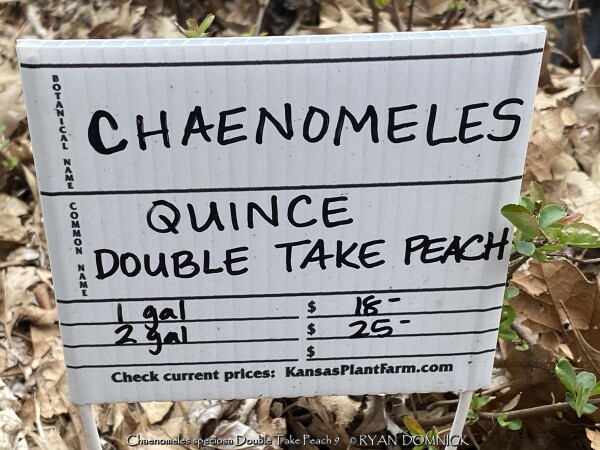 BOTANICAL NAME
CHAENOMELES
COMMON NAME
QUINCE
DOUBLE TAKE PEACH
1 gal $ 18-
2 gal $ 25-
$
Check current prices: KansasPlantFarm.com
Chaenomeles speciosa Double Take Peach 9 © RYAN DOMNICK